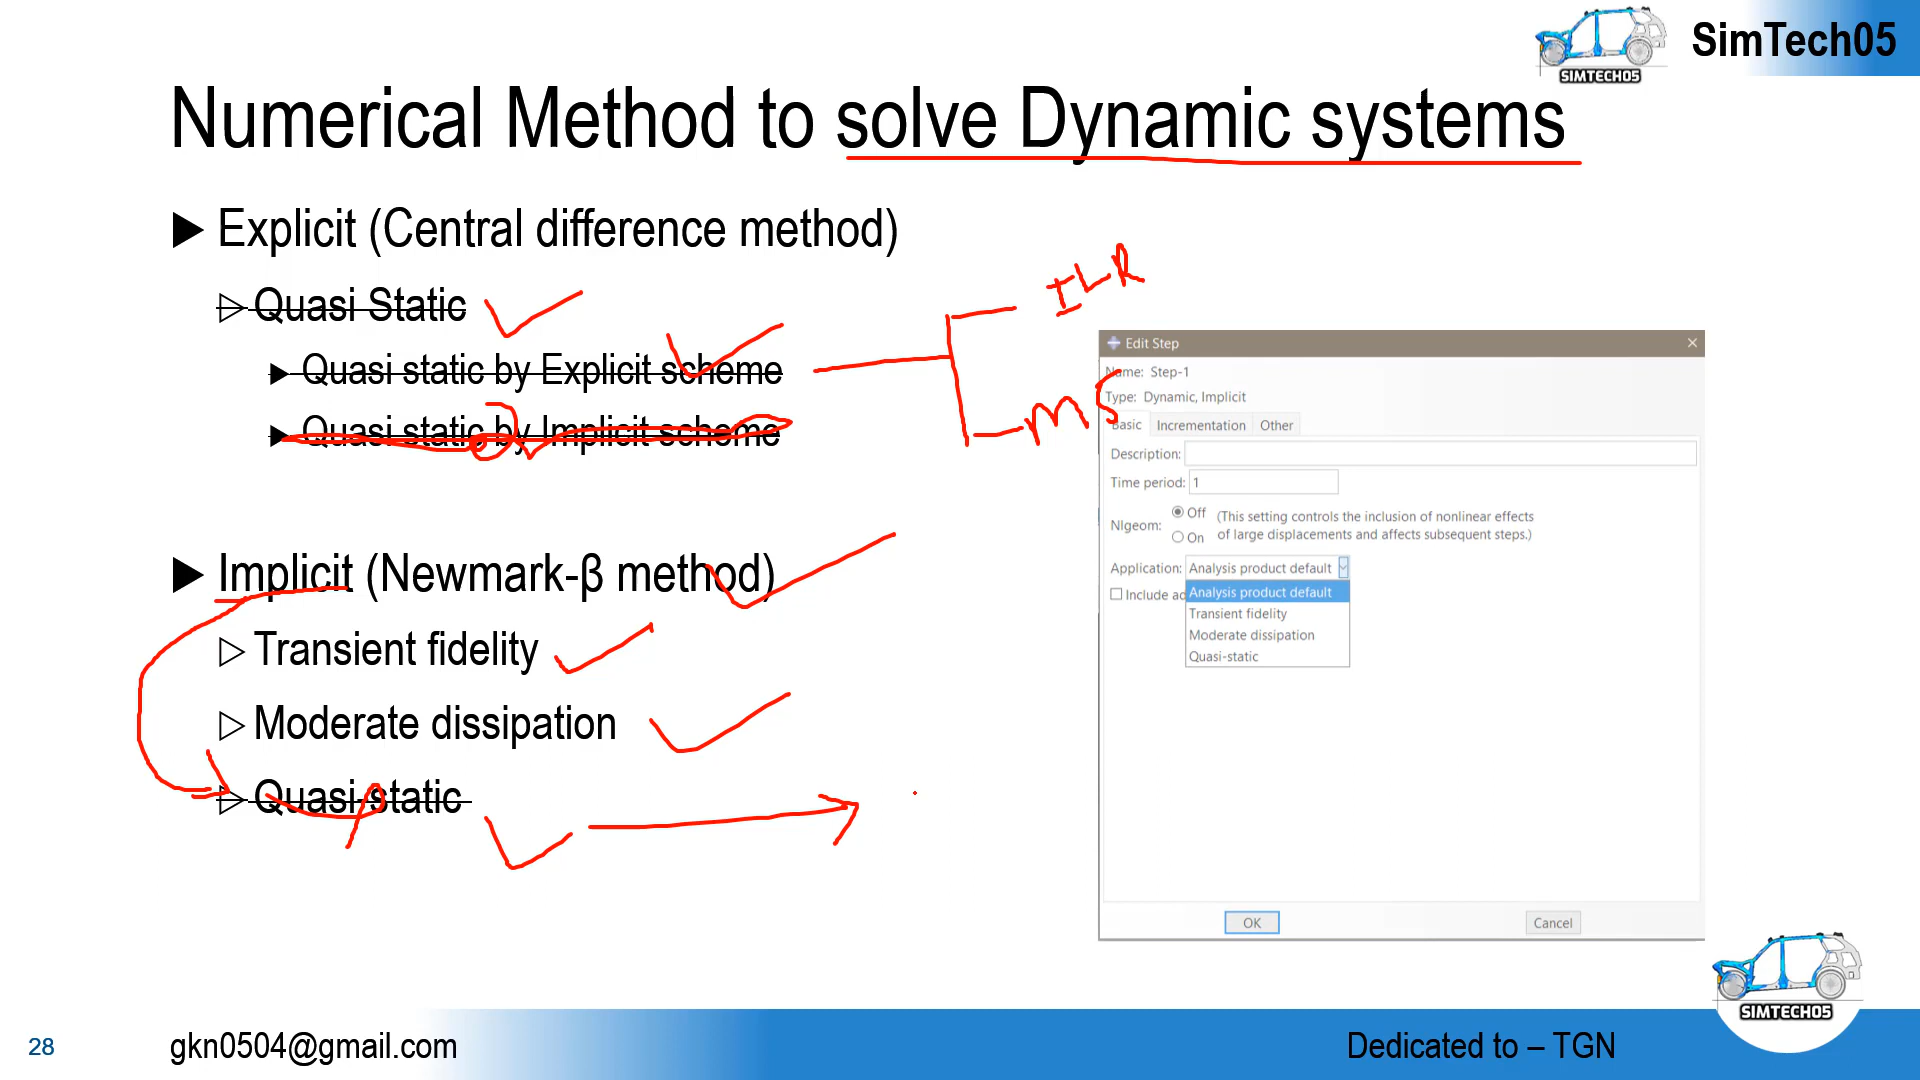 SimTech05
SIMTECH05
Numerical Method to solve Dynamic systems
Explicit (Central difference method)
Quasi Static
Quasi static by Explicit scheme
Quasi static by Implicit scheme
ILR
MS
Implicit (Newmark-β method)
Transient fidelity
Moderate dissipation
Quasi-static
Edit Step
Name: Step-1
Type: Dynamic, Implicit
Basic Incrementation Other
Description:
Time period: 1
Nlgeom: Off (This setting controls the inclusion of nonlinear effects
On of large displacements and affects subsequent steps.)
Application: Analysis product default
Include ad
Analysis product default
Transient fidelity
Moderate dissipation
Quasi-static
OK Cancel
SIMTECH05
28 gkn0504@gmail.com Dedicated to – TGN